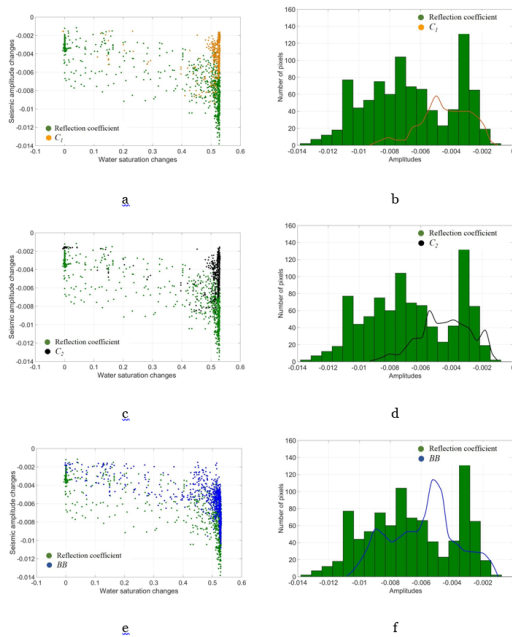 0
-0.002
-0.004
-0.006
-0.008
-0.01
-0.012
-0.014
-0.1 0 0.1 0.2 0.3 0.4 0.5 0.6
Seismic amplitude changes
Water saturation changes
Reflection coefficient
C1
a
160
140
120
100
80
60
40
20
0
-0.014 -0.012 -0.01 -0.008 -0.006 -0.004 -0.002 0
Number of pixels
Amplitudes
Reflection coefficient
C1
b
0
-0.002
-0.004
-0.006
-0.008
-0.01
-0.012
-0.014
-0.1 0 0.1 0.2 0.3 0.4 0.5 0.6
Seismic amplitude changes
Water saturation changes
Reflection coefficient
C2
c
160
140
120
100
80
60
40
20
0
-0.014 -0.012 -0.01 -0.008 -0.006 -0.004 -0.002 0
Number of pixels
Amplitudes
Reflection coefficient
C2
d
0
-0.002
-0.004
-0.006
-0.008
-0.01
-0.012
-0.014
-0.1 0 0.1 0.2 0.3 0.4 0.5 0.6
Seismic amplitude changes
Water saturation changes
Reflection coefficient
BB
e
160
140
120
100
80
60
40
20
0
-0.014 -0.012 -0.01 -0.008 -0.006 -0.004 -0.002 0
Number of pixels
Amplitudes
Reflection coefficient
BB
f